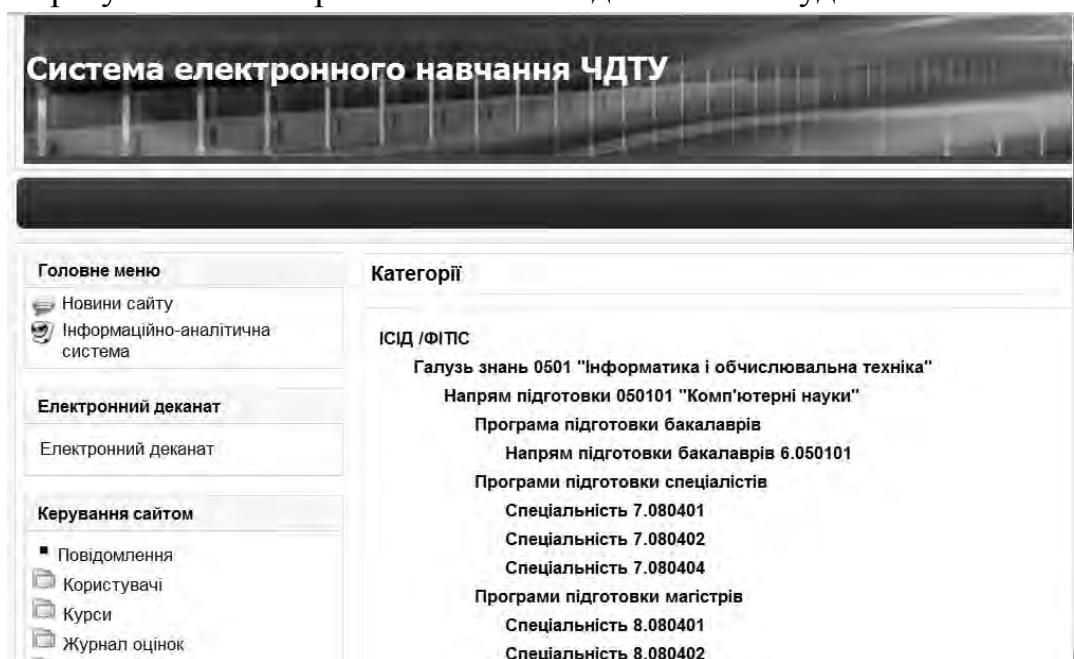 Система електронного навчання ЧДТУ
Головне меню
Новини сайту
Інформаційно-аналітична
система
Електронний деканат
Електронний деканат
Керування сайтом
Повідомлення
Користувачі
Курси
Журнал оцінок
Категорії
ІСІД /ФІТІС
Галузь знань 0501 "Інформатика і обчислювальна техніка"
Напрям підготовки 050101 "Комп'ютерні науки"
Програма підготовки бакалаврів
Напрям підготовки бакалаврів 6.050101
Програми підготовки спеціалістів
Спеціальність 7.080401
Спеціальність 7.080402
Спеціальність 7.080404
Програми підготовки магістрів
Спеціальність 8.080401
Спеціальність 8.080402